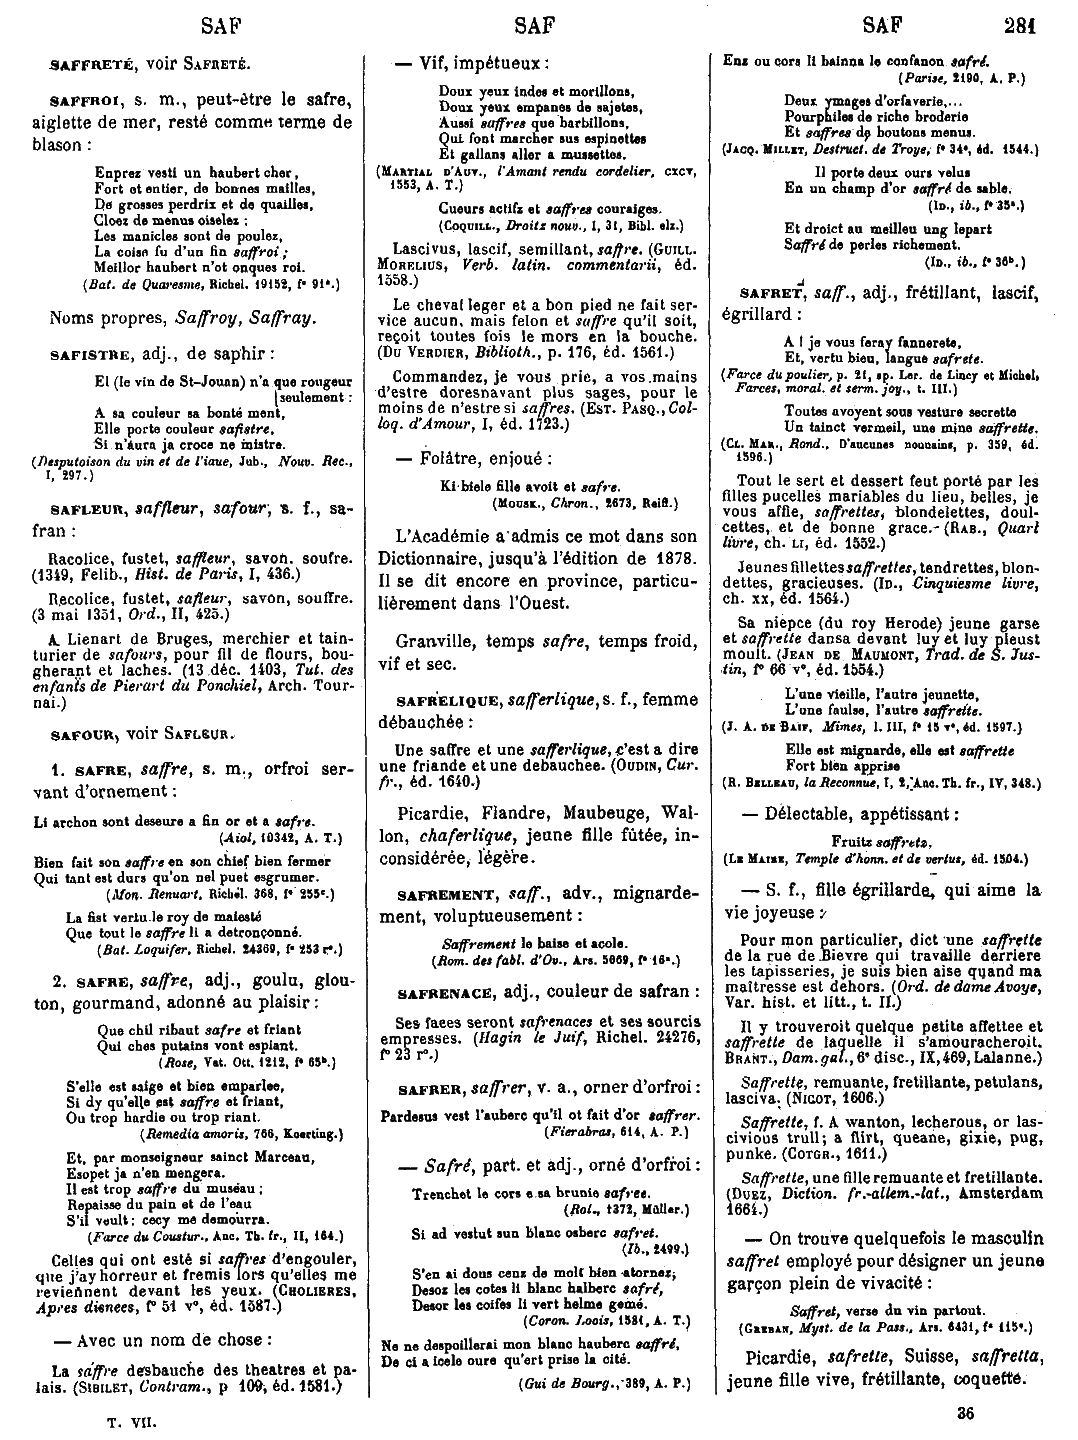 SAF
SAF
SAF 281
SAFFRETÉ, voir SAFRETÉ.
SAFFROI, s. m., peut-être le safre,
aiglette de mer, resté comme terme de
blason :
Enprez vesti un haubert cher,
Fort et entier, de bonnes mailles,
De grosses perdrix et de quailles,
Cloez de menus oiselez ;
Les manicles sont de poulez,
La coise fu d'un fin saffroi ;
Meillor haubert n'ot onques roi.
(Bat. de Quaresme, Richel. 19152, f° 91ᵃ.)
Noms propres, Saffroy, Saffray.
SAFISTRE, adj., de saphir :
El (le vin de St-Jouan) n'a que rougeur
[seulement :
A sa couleur sa bonté ment,
Elle porte couleur safistre,
Si n'aura ja croce ne mistre.
(Desputoison du vin et de l'iaue, Jub., Nouv. Rec.,
I, 297.)
SAFLEUR, saffleur, safour, s. f., sa-
fran :
Racolice, fustet, saffleur, savon. soufre.
(1349, Felib., Hist. de Paris, I, 436.)
Recolice, fustet, safleur, savon, souffre.
(3 mai 1351, Ord., II, 425.)
A Lienart de Bruges, merchier et tain-
turier de safours, pour fil de flours, bou-
gherant et laches. (13 déc. 1403, Tut. des
enfants de Pierart du Ponchiel, Arch. Tour-
nai.)
SAFOUR, voir SAFLEUR.
1. SAFRE, saffre, s. m., orfroi ser-
vant d'ornement :
Li archon sont deseure a fin or et a safre.
(Aiol, 10342, A. T.)
Bien fait son saffre en son chief bien fermer
Qui tant est durs qu'on nel puet esgrumer.
(Mon. Renuart, Richel. 368, f° 255ᶜ.)
La fist vertu le roy de maiesté
Que tout le saffre li a detronçonné.
(Bat. Loquifer, Richel. 24369, f° 253 r°.)
2. SAFRE, saffre, adj., goulu, glou-
ton, gourmand, adonné au plaisir :
Que chil ribaut safre et friant
Qui ches putains vont espiant.
(Rose, Vat. Ott. 1212, f° 65ᵇ.)
S'elle est saige et bien emparlee,
Si dy qu'elle est saffre et friant,
Ou trop hardie ou trop riant.
(Remedia amoris, 766, Koerting.)
Et, par monseigneur sainct Marceau,
Esopet ja n'en mengera.
Il est trop saffre du muséau ;
Repaisse du pain et de l'eau
S'il veult : cecy me demourra.
(Farce du Coustur., Anc. Th. fr., II, 164.)
Celles qui ont esté si saffres d'engouler,
que j'ay horreur et fremis lors qu'elles me
reviennent devant les yeux. (CHOLIERES,
Apres disnees, f° 51 v°, éd. 1587.)
— Avec un nom de chose :
La saffre desbauche des theatres et pa-
lais. (SIBILET, Contram., p 109, éd. 1581.)
T. VII.
— Vif, impétueux :
Doux yeux indes et morillons,
Doux yeux empanes de sajetes,
Aussi saffres que barbillons,
Qui font marcher sus espinettes
Et gallans aller a mussettes.
(MARTIAL D'AUV., l'Amant rendu cordelier, CXCV,
1553, A. T.)
Cueurs actifz et saffres couraiges.
(COQUILL., Droitz nouv., I, 31, Bibl. elz.)
Lascivus, lascif, semillant, saffre. (GUILL.
MORELIUS, Verb. latin. commentarii, éd.
1558.)
Le cheval leger et a bon pied ne fait ser-
vice aucun, mais felon et saffre qu'il soit,
reçoit toutes fois le mors en la bouche.
(DU VERDIER, Biblioth., p. 176, éd. 1561.)
Commandez, je vous prie, a vos mains
d'estre doresnavant plus sages, pour le
moins de n'estre si saffres. (EST. PASQ., Col-
loq. d'Amour, I, éd. 1723.)
— Folâtre, enjoué :
Ki biele fille avoit et safre.
(MOUSK., Chron., 2673, Reiff.)
L'Académie a admis ce mot dans son
Dictionnaire, jusqu'à l'édition de 1878.
Il se dit encore en province, particu-
lièrement dans l'Ouest.
Granville, temps safre, temps froid,
vif et sec.
SAFRELIQUE, safferlique, s. f., femme
débauchée :
Une saffre et une safferlique, c'est a dire
une friande et une debauchee. (OUDIN, Cur.
fr., éd. 1640.)
Picardie, Flandre, Maubeuge, Wal-
lon, chaferlique, jeune fille fûtée, in-
considérée, légère.
SAFREMENT, saff., adv., mignarde-
ment, voluptueusement :
Saffrement le baise et acole.
(Rom. des fabl. d'Ov., Ars. 5069, f° 16ᵃ.)
SAFRENACE, adj., couleur de safran :
Ses faces seront safrenaces et ses sourcis
empresses. (Hagin le Juif, Richel. 24276,
f° 23 r°.)
SAFRER, saffrer, v. a., orner d'orfroi :
Pardesus vest l'auberc qu'il ot fait d'or saffrer.
(Fierabras, 614, A. P.)
— Safré, part. et adj., orné d'orfroi :
Trenchet le cors e sa brunie safree.
(Rol., 1372, Müller.)
Si ad vestut sun blanc osberc safret.
(Ib., 2499.)
S'en ai dous cenz de molt bien atornez,
Desoz les cotes li blanc halberc safré,
Desor les coifes li vert helme gemé.
(Coron. Loois, 1581, A. T.)
Ne ne despoillerai mon blanc hauberc saffré,
De ci a icele oure qu'ert prise la cité.
(Gui de Bourg., 389, A. P.)
Enz ou cors li bainna le confanon safré.
(Parise, 2190, A. P.)
Deux ymages d'orfaverie,...
Pourphiles de riche broderie
Et saffres de boutons menus.
(JACQ. MILLET, Destruct. de Troye, f° 34ᵃ, éd. 1544.)
Il porte deux ours velus
En un champ d'or saffré de sable.
(ID., ib., f° 35ᵃ.)
Et droict au meilleu ung lepart
Saffré de perles richement.
(ID., ib., f° 36ᵇ.)
SAFRET, saff., adj., frétillant, lascif,
égrillard :
A ! je vous feray fannerete,
Et, vertu bieu, langue safrete.
(Farce du poulier, p. 21, ap. Ler. de Lincy et Michel,
Farces, moral. et serm. joy., t. III.)
Toutes avoyent sous vesture secrette
Un tainct vermeil, une mine saffrette.
(CL. MAR., Rond., D'aucunes nouuains, p. 359, éd.
1596.)
Tout le sert et dessert feut porté par les
filles pucelles mariables du lieu, belles, je
vous affie, saffrettes, blondelettes, doul-
cettes, et de bonne grace. (RAB., Quart
livre, ch. LI, éd. 1552.)
Jeunes fillettes saffrettes, tendrettes, blon-
dettes, gracieuses. (ID., Cinquiesme livre,
ch. XX, éd. 1564.)
Sa niepce (du roy Herode) jeune garse
et saffrette dansa devant luy et luy pleust
moult. (JEAN DE MAUMONT, Trad. de S. Jus-
tin, f° 66 v°, éd. 1554.)
L'une vieille, l'autre jeunette,
L'une faulse, l'autre saffreite.
(J. A. DE BAIF, Mimes, l. III, f° 15 v°, éd. 1597.)
Elle est mignarde, elle est saffrette
Fort bien apprise
(R. BELLEAU, la Reconnue, I, 2, Anc. Th. fr., IV, 348.)
— Délectable, appétissant :
Fruitz saffretz.
(LE MAIRE, Temple d'honn. et de vertus, éd. 1504.)
— S. f., fille égrillarde, qui aime la
vie joyeuse :
Pour mon particulier, dict une saffrette
de la rue de Bievre qui travaille derriere
les tapisseries, je suis bien aise quand ma
maîtresse est dehors. (Ord. de dame Avoye,
Var. hist. et litt., t. II.)
Il y trouveroit quelque petite affettee et
saffrette de laquelle il s'amouracheroit.
BRANT., Dam. gal., 6ᵉ disc., IX, 469, Lalanne.)
Saffrette, remuante, fretillante, petulans,
lasciva. (NICOT, 1606.)
Saffrette, f. A wanton, lecherous, or las-
civious trull; a flirt, queane, gixie, pug,
punke. (COTGR., 1611.)
Saffrette, une fille remuante et fretillante.
(DUEZ, Diction. fr.-allem.-lat., Amsterdam
1664.)
— On trouve quelquefois le masculin
saffret employé pour désigner un jeune
garçon plein de vivacité :
Saffret, verse du vin partout.
(GREBAN, Myst. de la Pass., Ars. 6431, f° 115ᵃ.)
Picardie, safrette, Suisse, saffretta,
jeune fille vive, frétillante, coquette.
36